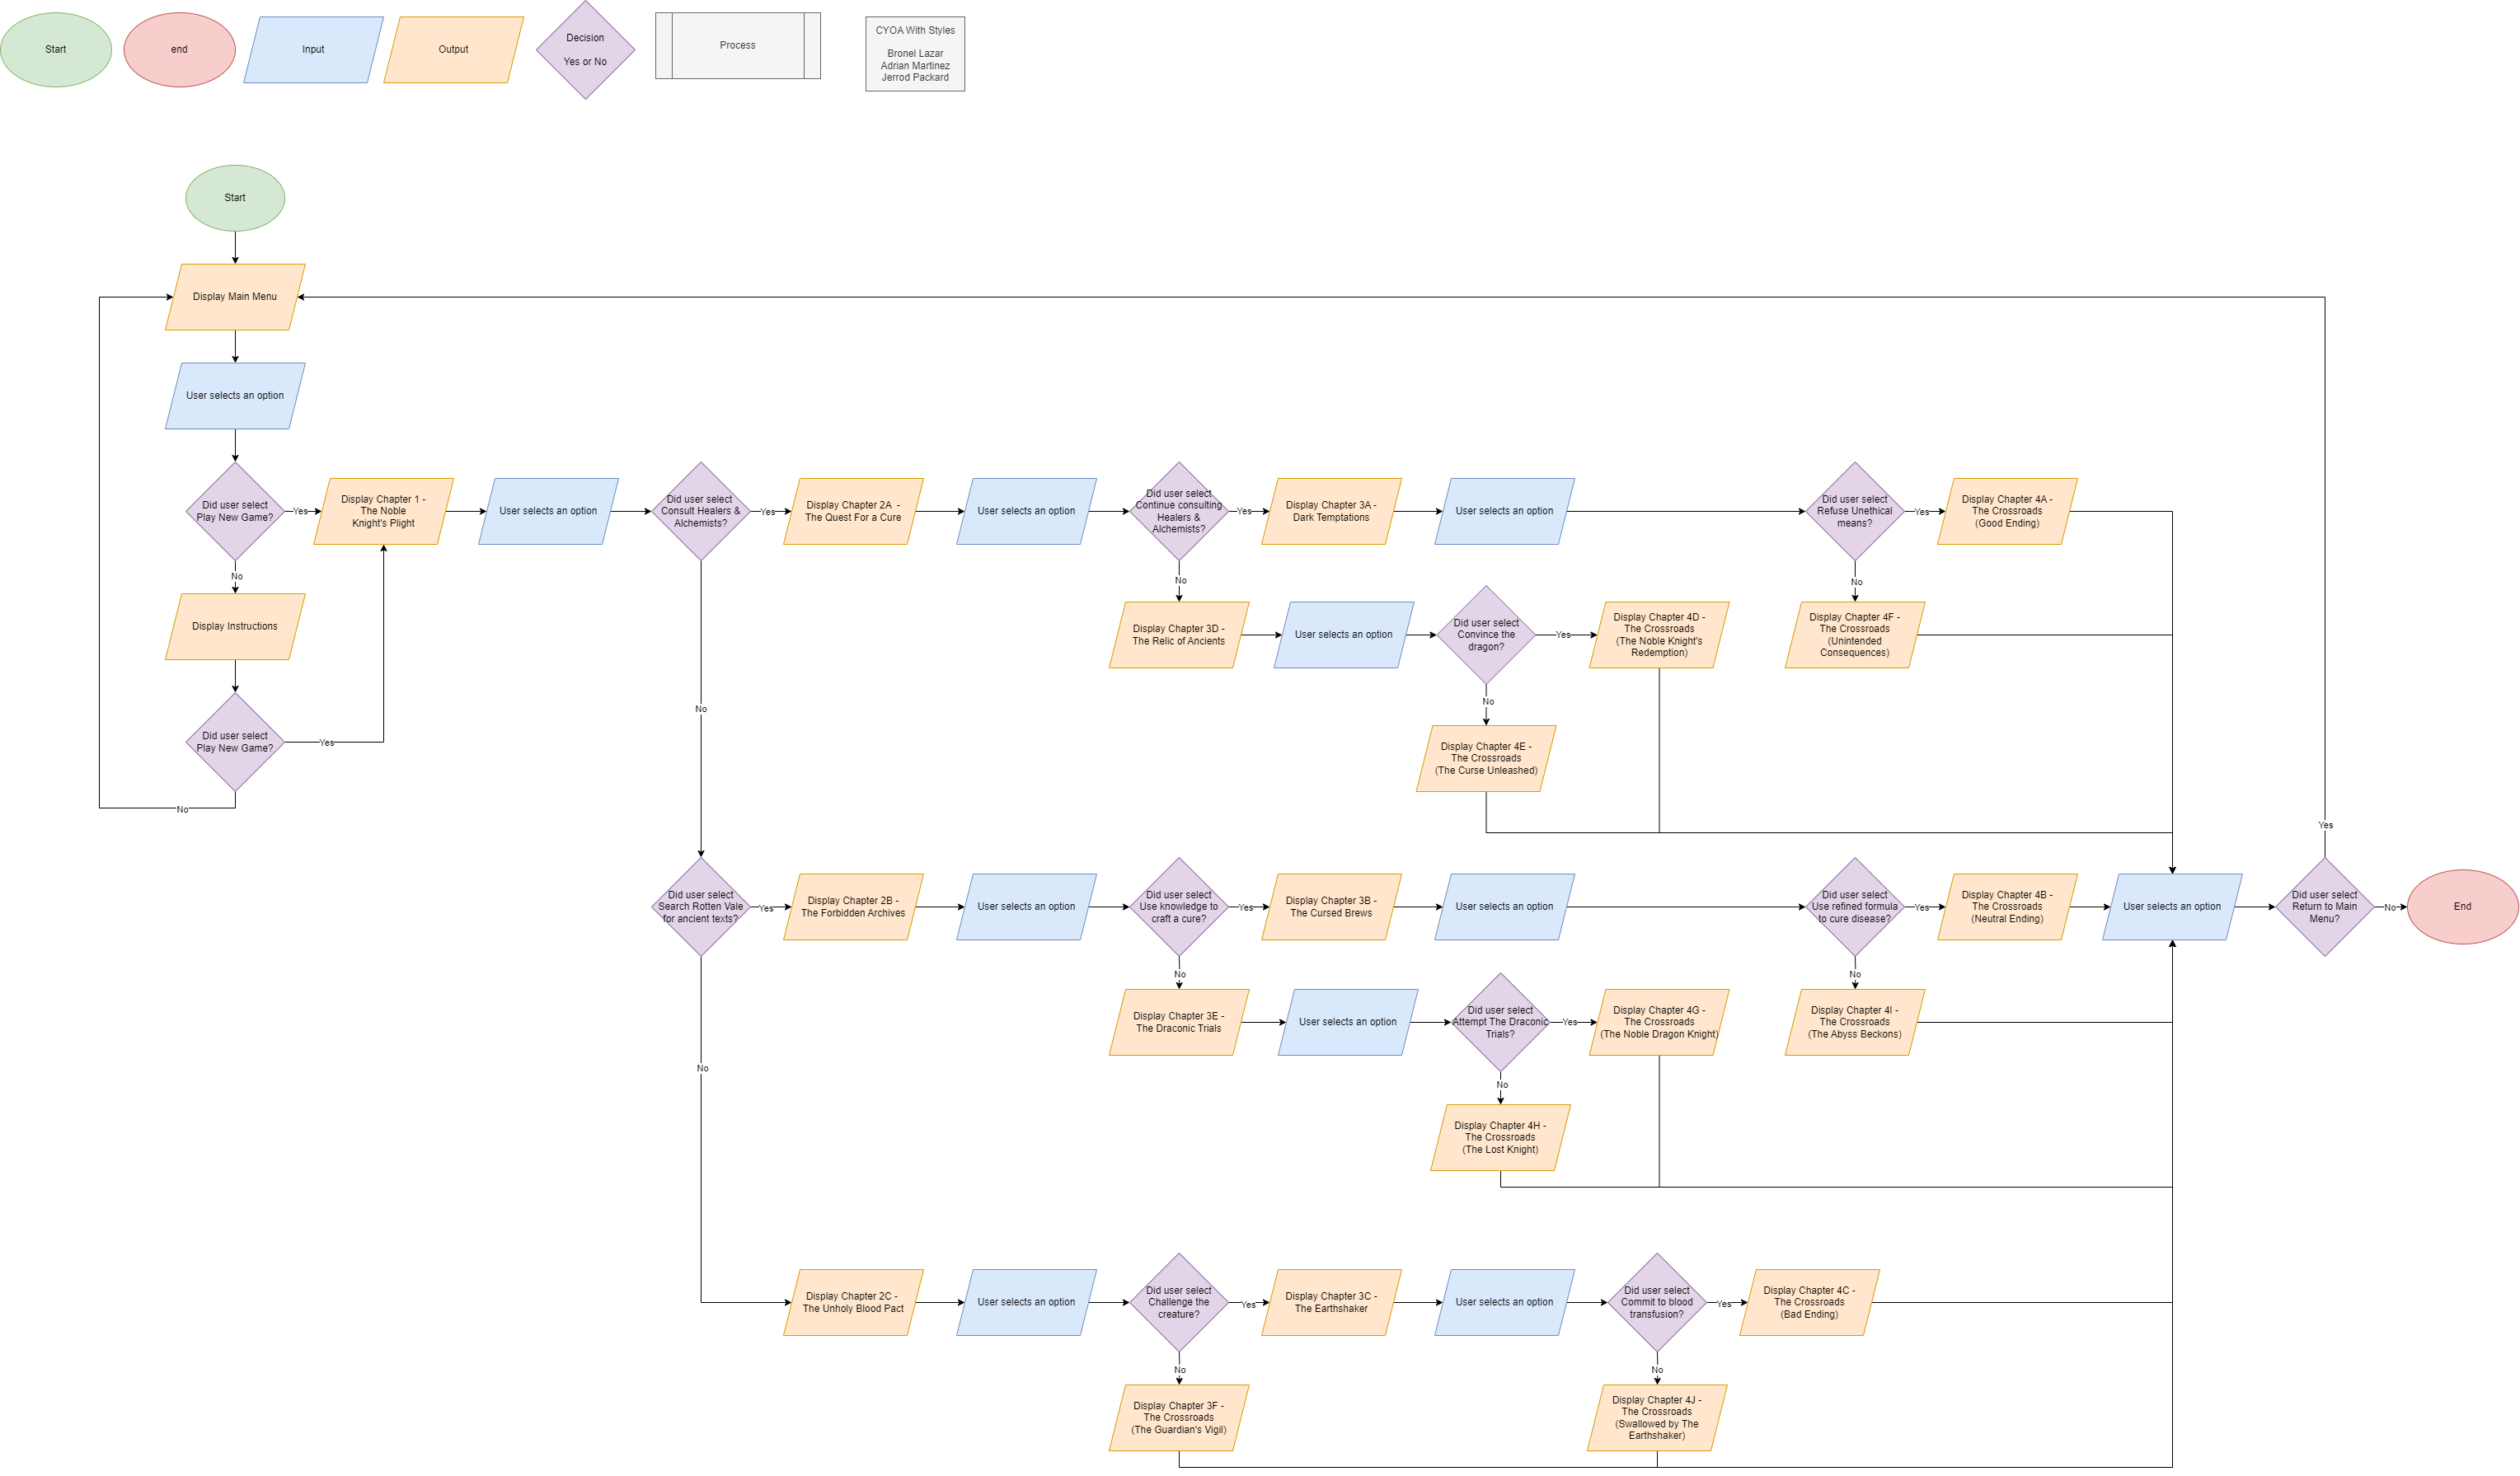 Start
end
Input
Output
Decision
Yes or No
Process
CYOA With Styles
Bronel Lazar
Adrian Martinez
Jerrod Packard
Start
Display Main Menu
User selects an option
Did user select
Play New Game?
Yes
Display Chapter 1 -
The Noble
Knight's Plight
User selects an option
Did user select
Consult Healers &
Alchemists?
Yes
Display Chapter 2A -
The Quest For a Cure
User selects an option
Did user select
Continue consulting
Healers &
Alchemists?
Yes
Display Chapter 3A -
Dark Temptations
User selects an option
Did user select
Refuse Unethical
means?
Yes
Display Chapter 4A -
The Crossroads
(Good Ending)
No
Display Instructions
Did user select
Play New Game?
Yes
No
No
No
Display Chapter 3D -
The Relic of Ancients
User selects an option
Did user select
Convince the
dragon?
Yes
Display Chapter 4D -
The Crossroads
(The Noble Knight's
Redemption)
No
Display Chapter 4F -
The Crossroads
(Unintended
Consequences)
No
Display Chapter 4E -
The Crossroads
(The Curse Unleashed)
Did user select
Search Rotten Vale
for ancient texts?
Yes
Display Chapter 2B -
The Forbidden Archives
User selects an option
Did user select
Use knowledge to
craft a cure?
Yes
Display Chapter 3B -
The Cursed Brews
User selects an option
Did user select
Use refined formula
to cure disease?
Yes
Display Chapter 4B -
The Crossroads
(Neutral Ending)
User selects an option
Yes
Did user select
Return to Main
Menu?
No
End
No
Display Chapter 3E -
The Draconic Trials
User selects an option
Did user select
Attempt The Draconic
Trials?
Yes
Display Chapter 4G -
The Crossroads
(The Noble Dragon Knight)
No
Display Chapter 4I -
The Crossroads
(The Abyss Beckons)
No
Display Chapter 4H -
The Crossroads
(The Lost Knight)
No
Display Chapter 2C -
The Unholy Blood Pact
User selects an option
Did user select
Challenge the
creature?
Yes
Display Chapter 3C -
The Earthshaker
User selects an option
Did user select
Commit to blood
transfusion?
Yes
Display Chapter 4C -
The Crossroads
(Bad Ending)
No
Display Chapter 3F -
The Crossroads
(The Guardian's Vigil)
No
Display Chapter 4J -
The Crossroads
(Swallowed by The
Earthshaker)